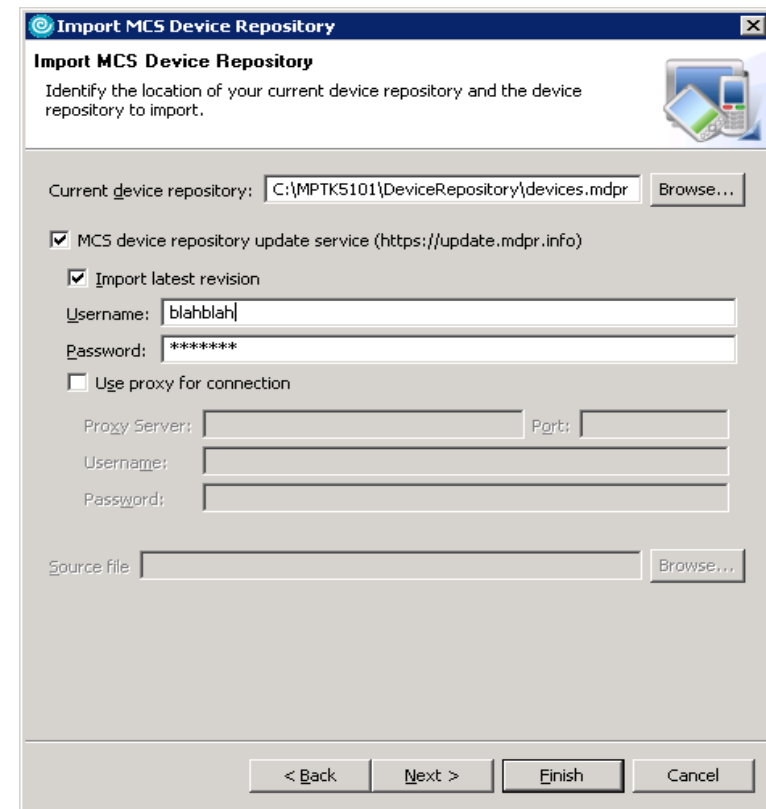 Import MCS Device Repository
Import MCS Device Repository
Identify the location of your current device repository and the device
repository to import.
Current device repository: C:\MPTK5101\DeviceRepository\devices.mdpr Browse...
MCS device repository update service (https://update.mdpr.info)
Import latest revision
Username: blahblah
Password: *******
Use proxy for connection
Proxy Server: Port:
Username:
Password:
Source file Browse...
< Back Next > Finish Cancel